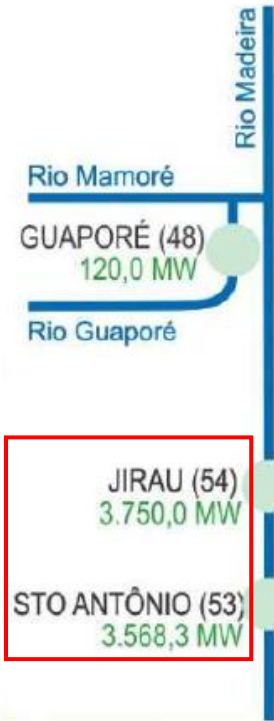 Rio Madeira
Rio Mamoré
GUAPORÉ (48)
120,0 MW
Rio Guaporé
JIRAU (54)
3.750,0 MW
STO ANTÔNIO (53)
3.568,3 MW